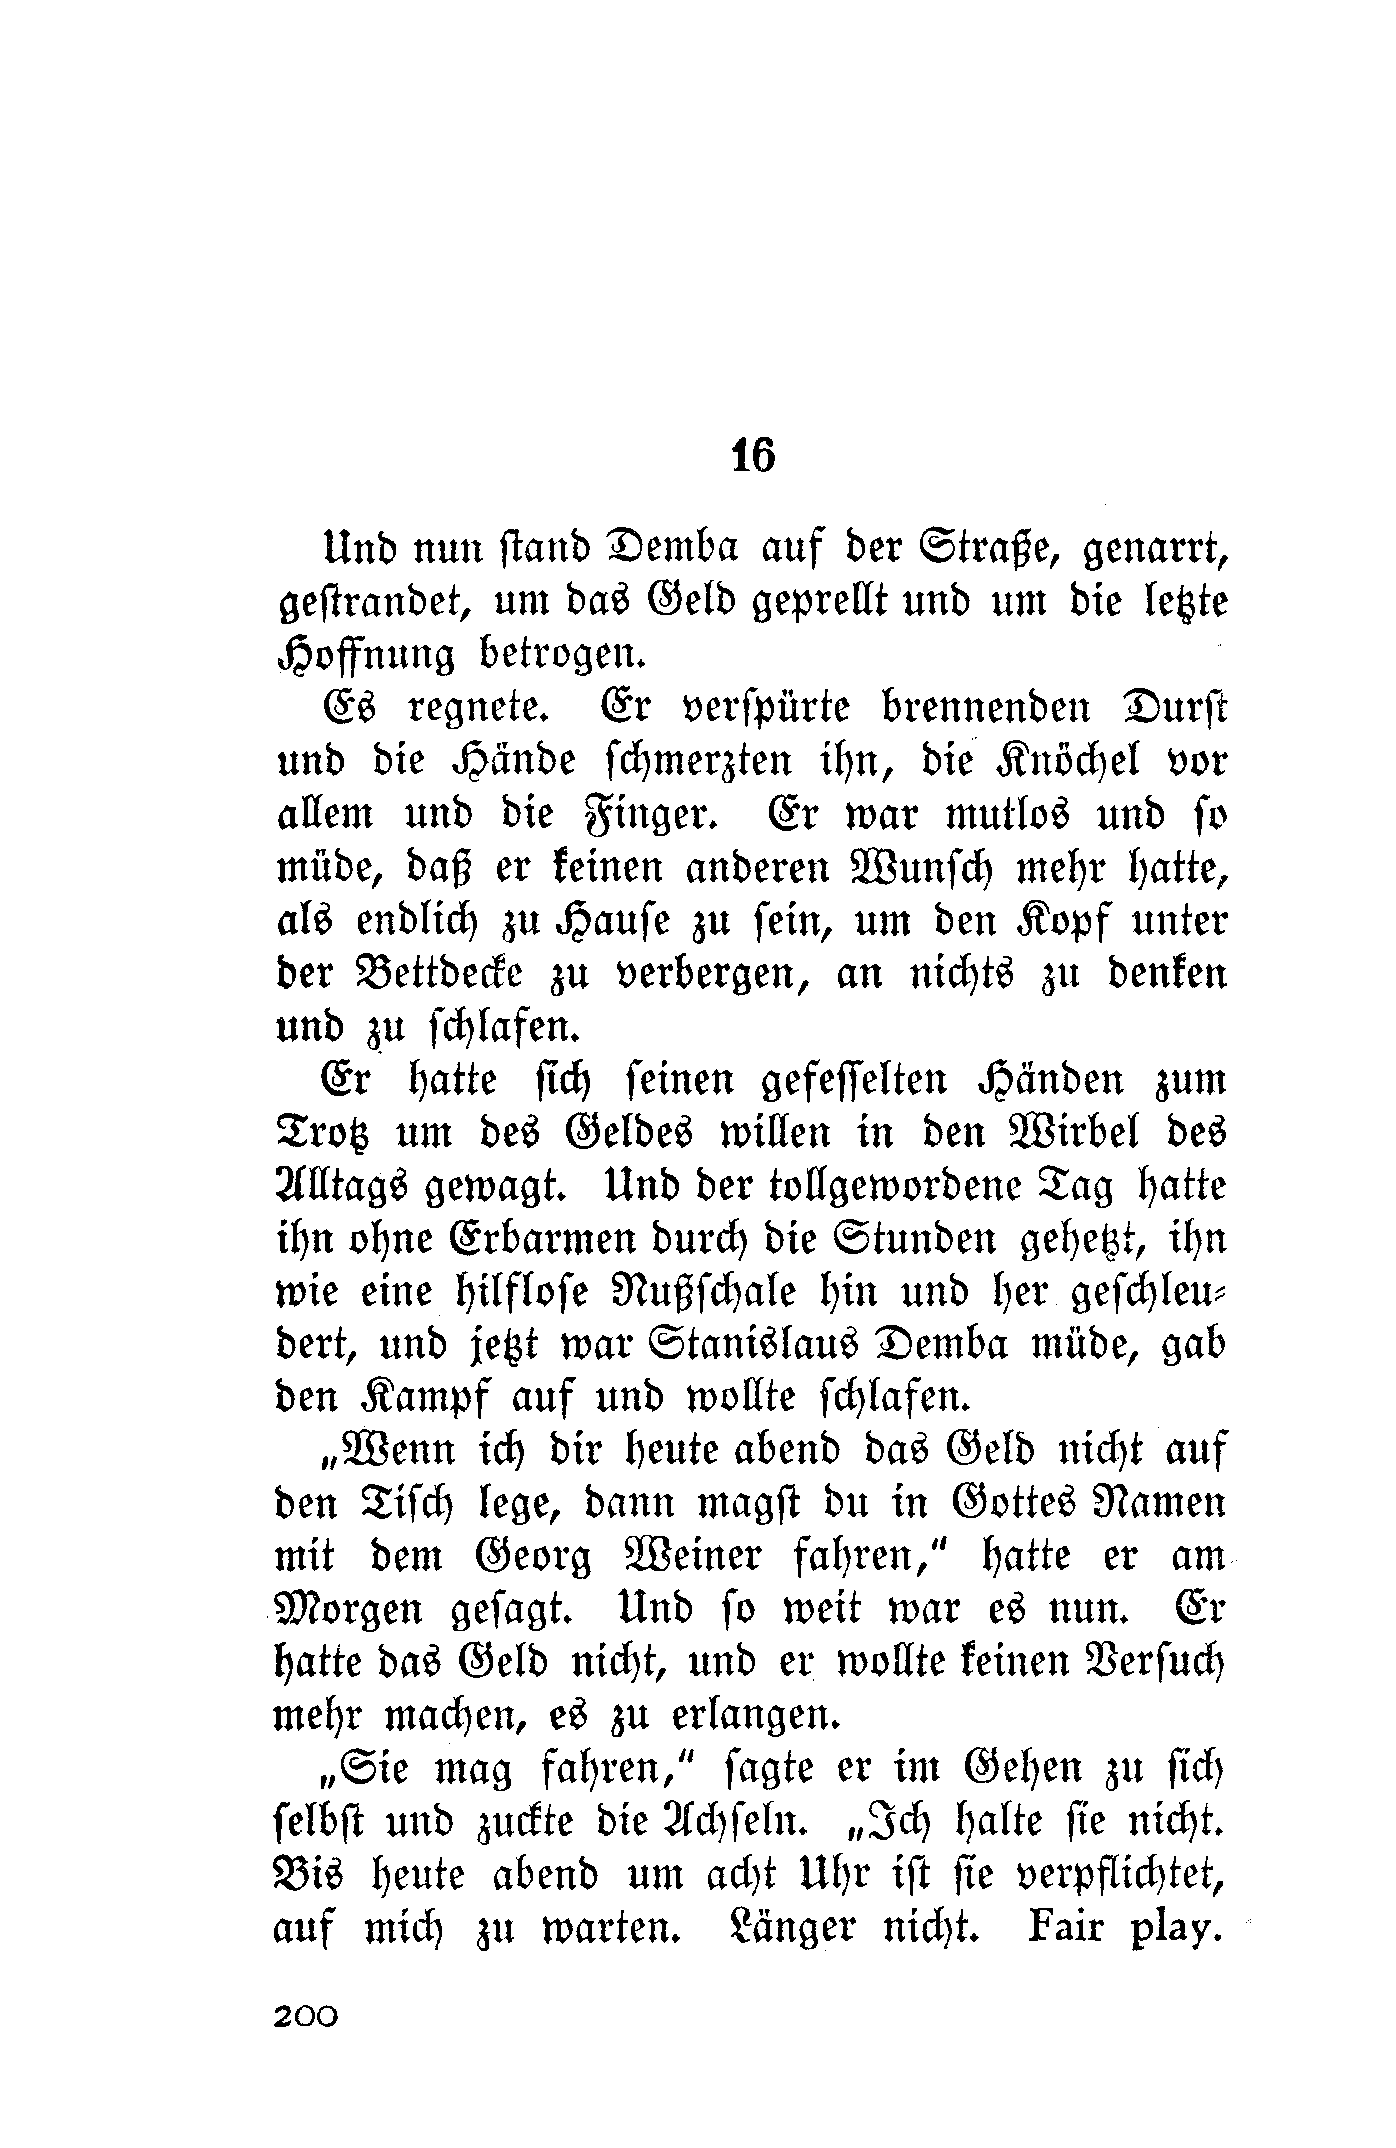 16
Und nun stand Demba auf der Straße, genarrt,
gestrandet, um das Geld geprellt und um die letzte
Hoffnung betrogen.
Es regnete. Er verspürte brennenden Durst
und die Hände schmerzten ihn, die Knöchel vor
allem und die Finger. Er war mutlos und so
müde, daß er keinen anderen Wunsch mehr hatte,
als endlich zu Hause zu sein, um den Kopf unter
der Bettdecke zu verbergen, an nichts zu denken
und zu schlafen.
Er hatte sich seinen gefesselten Händen zum
Trotz um des Geldes willen in den Wirbel des
Alltags gewagt. Und der tollgewordene Tag hatte
ihn ohne Erbarmen durch die Stunden gehetzt, ihn
wie eine hilflose Nußschale hin und her geschleu-
dert, und jetzt war Stanislaus Demba müde, gab
den Kampf auf und wollte schlafen.
„Wenn ich dir heute abend das Geld nicht auf
den Tisch lege, dann magst du in Gottes Namen
mit dem Georg Weiner fahren,“ hatte er am
Morgen gesagt. Und so weit war es nun. Er
hatte das Geld nicht, und er wollte keinen Versuch
mehr machen, es zu erlangen.
„Sie mag fahren,“ sagte er im Gehen zu sich
selbst und zuckte die Achseln. „Ich halte sie nicht.
Bis heute abend um acht Uhr ist sie verpflichtet,
auf mich zu warten. Länger nicht. Fair play.
200